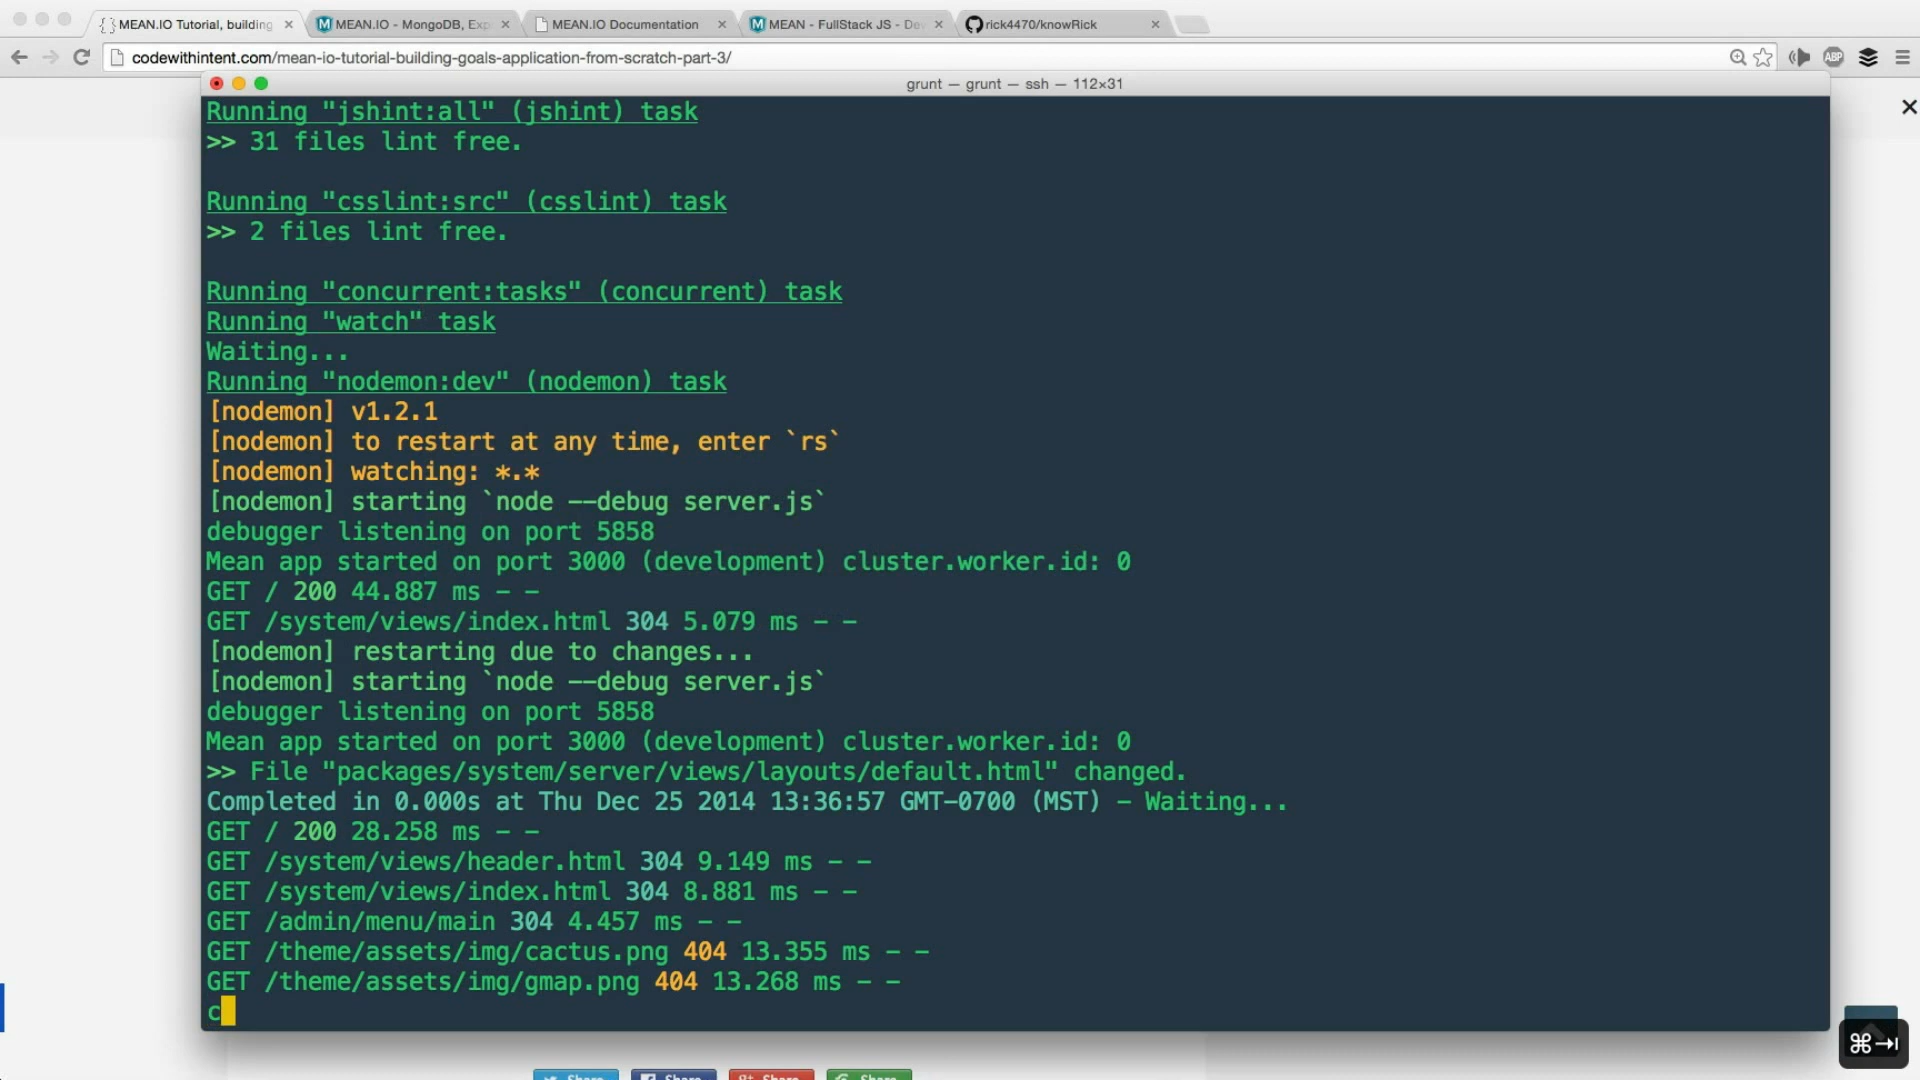 { } MEAN.IO Tutorial, building
MEAN.IO - MongoDB, Exp
MEAN.IO Documentation
MEAN - FullStack JS - De
rick4470/knowRick
codewithintent.com/mean-io-tutorial-building-goals-application-from-scratch-part-3/
ABP
grunt — grunt — ssh — 112×31
Running "jshint:all" (jshint) task
>> 31 files lint free.
Running "csslint:src" (csslint) task
>> 2 files lint free.
Running "concurrent:tasks" (concurrent) task
Running "watch" task
Waiting...
Running "nodemon:dev" (nodemon) task
[nodemon] v1.2.1
[nodemon] to restart at any time, enter `rs`
[nodemon] watching: *.*
[nodemon] starting `node --debug server.js`
debugger listening on port 5858
Mean app started on port 3000 (development) cluster.worker.id: 0
GET / 200 44.887 ms - -
GET /system/views/index.html 304 5.079 ms - -
[nodemon] restarting due to changes...
[nodemon] starting `node --debug server.js`
debugger listening on port 5858
Mean app started on port 3000 (development) cluster.worker.id: 0
>> File "packages/system/server/views/layouts/default.html" changed.
Completed in 0.000s at Thu Dec 25 2014 13:36:57 GMT-0700 (MST) - Waiting...
GET / 200 28.258 ms - -
GET /system/views/header.html 304 9.149 ms - -
GET /system/views/index.html 304 8.881 ms - -
GET /admin/menu/main 304 4.457 ms - -
GET /theme/assets/img/cactus.png 404 13.355 ms - -
GET /theme/assets/img/gmap.png 404 13.268 ms - -
c
⌘⇥
Share
Share
Share
Share